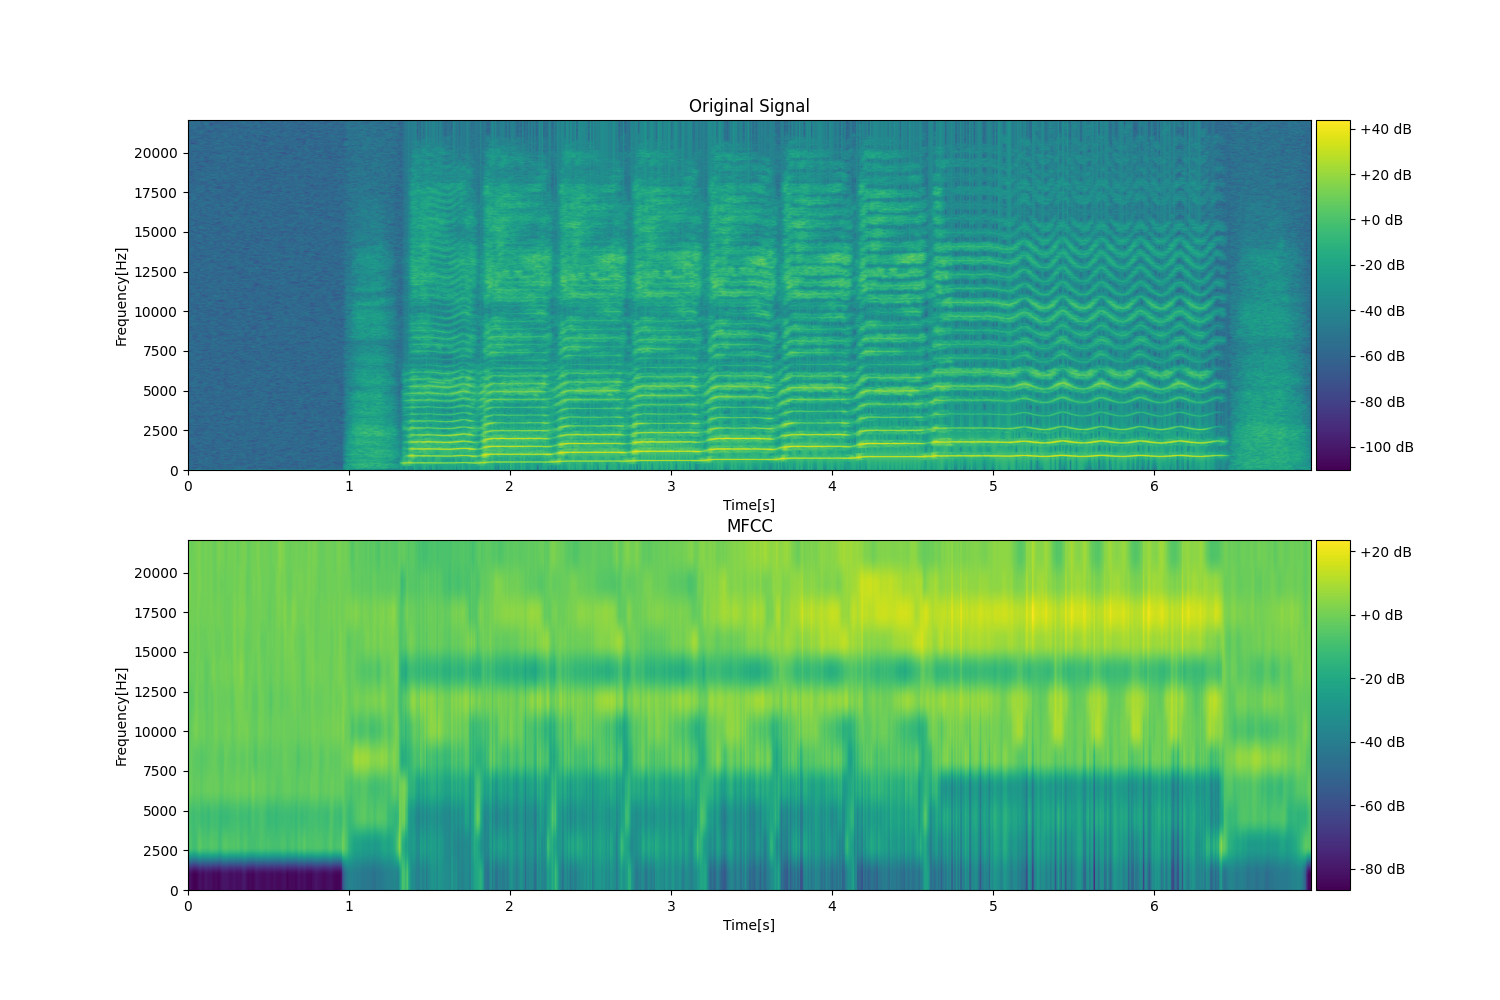 Original Signal
Frequency[Hz]
20000
17500
15000
12500
10000
7500
5000
2500
0
0 1 2 3 4 5 6
Time[s]
+40 dB
+20 dB
+0 dB
-20 dB
-40 dB
-60 dB
-80 dB
-100 dB
MFCC
Frequency[Hz]
20000
17500
15000
12500
10000
7500
5000
2500
0
0 1 2 3 4 5 6
Time[s]
+20 dB
+0 dB
-20 dB
-40 dB
-60 dB
-80 dB